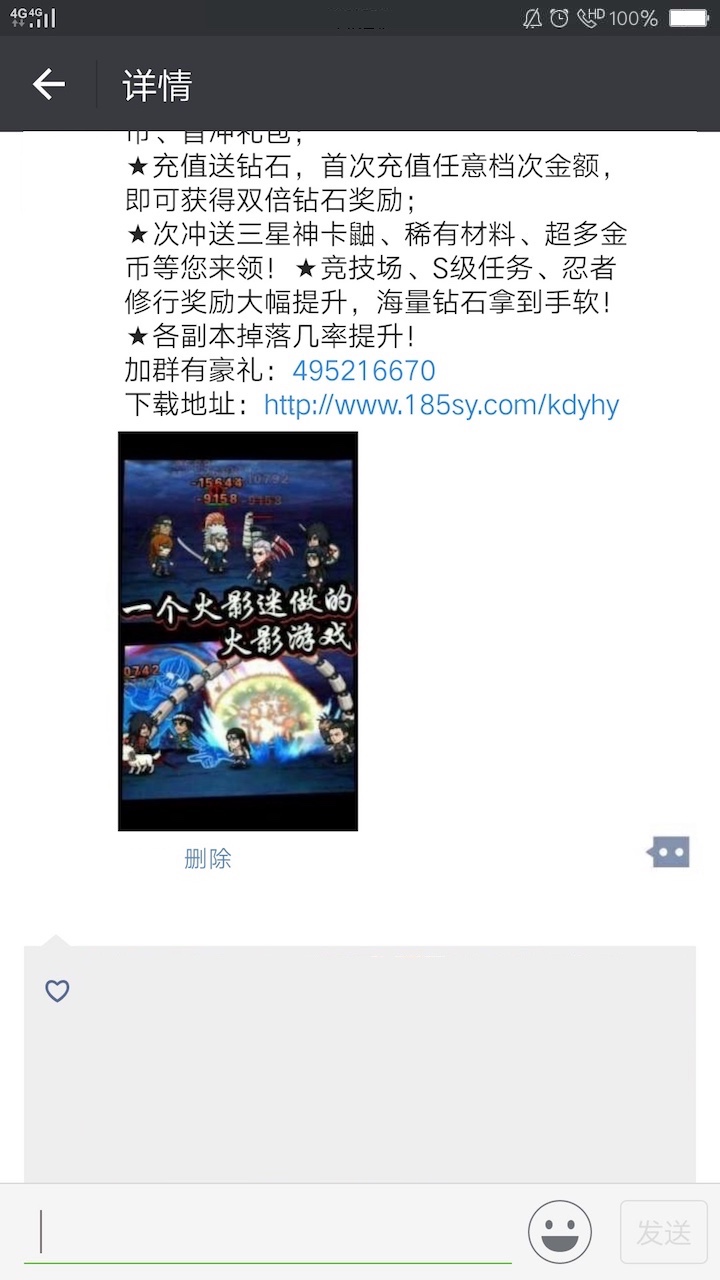 4G 4G
HD 100%
详情
币、首冲礼包；
★充值送钻石，首次充值任意档次金额，
即可获得双倍钻石奖励；
★次冲送三星神卡鼬、稀有材料、超多金
币等您来领！★竞技场、S级任务、忍者
修行奖励大幅提升，海量钻石拿到手软！
★各副本掉落几率提升！
加群有豪礼：495216670
下载地址：http://www.185sy.com/kdyhy
-15644 10792
-9158 -9158
一个火影迷做的
火影游戏
0742
删除
发送